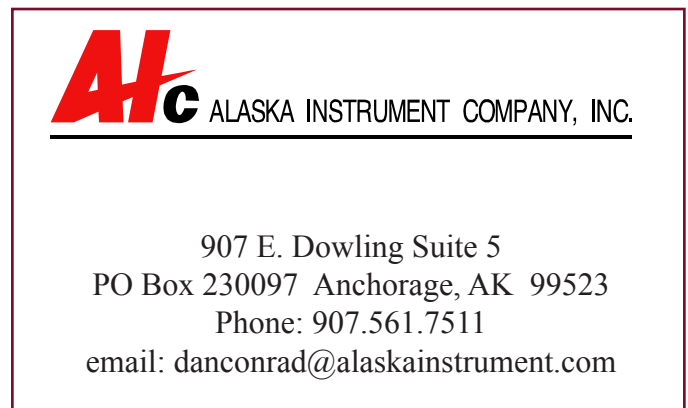 AIC ALASKA INSTRUMENT COMPANY, INC.
907 E. Dowling Suite 5
PO Box 230097 Anchorage, AK 99523
Phone: 907.561.7511
email: danconrad@alaskainstrument.com